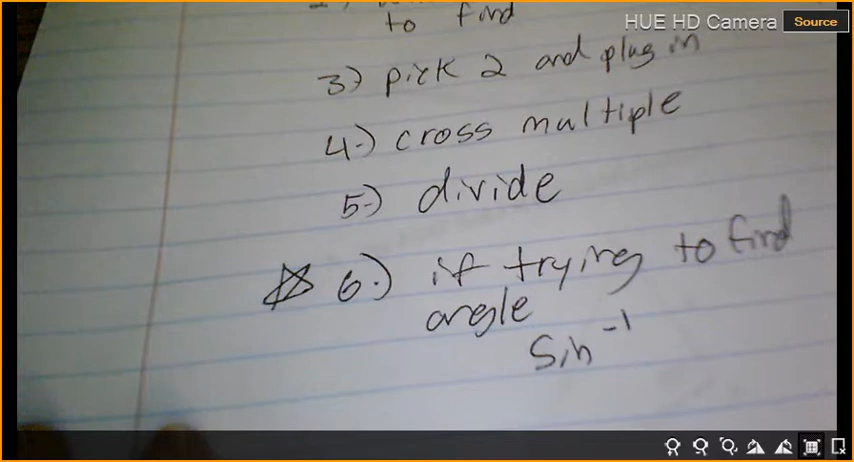 to find
HUE HD Camera Source
3.) pick 2 and plug in
4.) cross multiple
5.) divide
6.) if trying to find
angle
Sin⁻¹